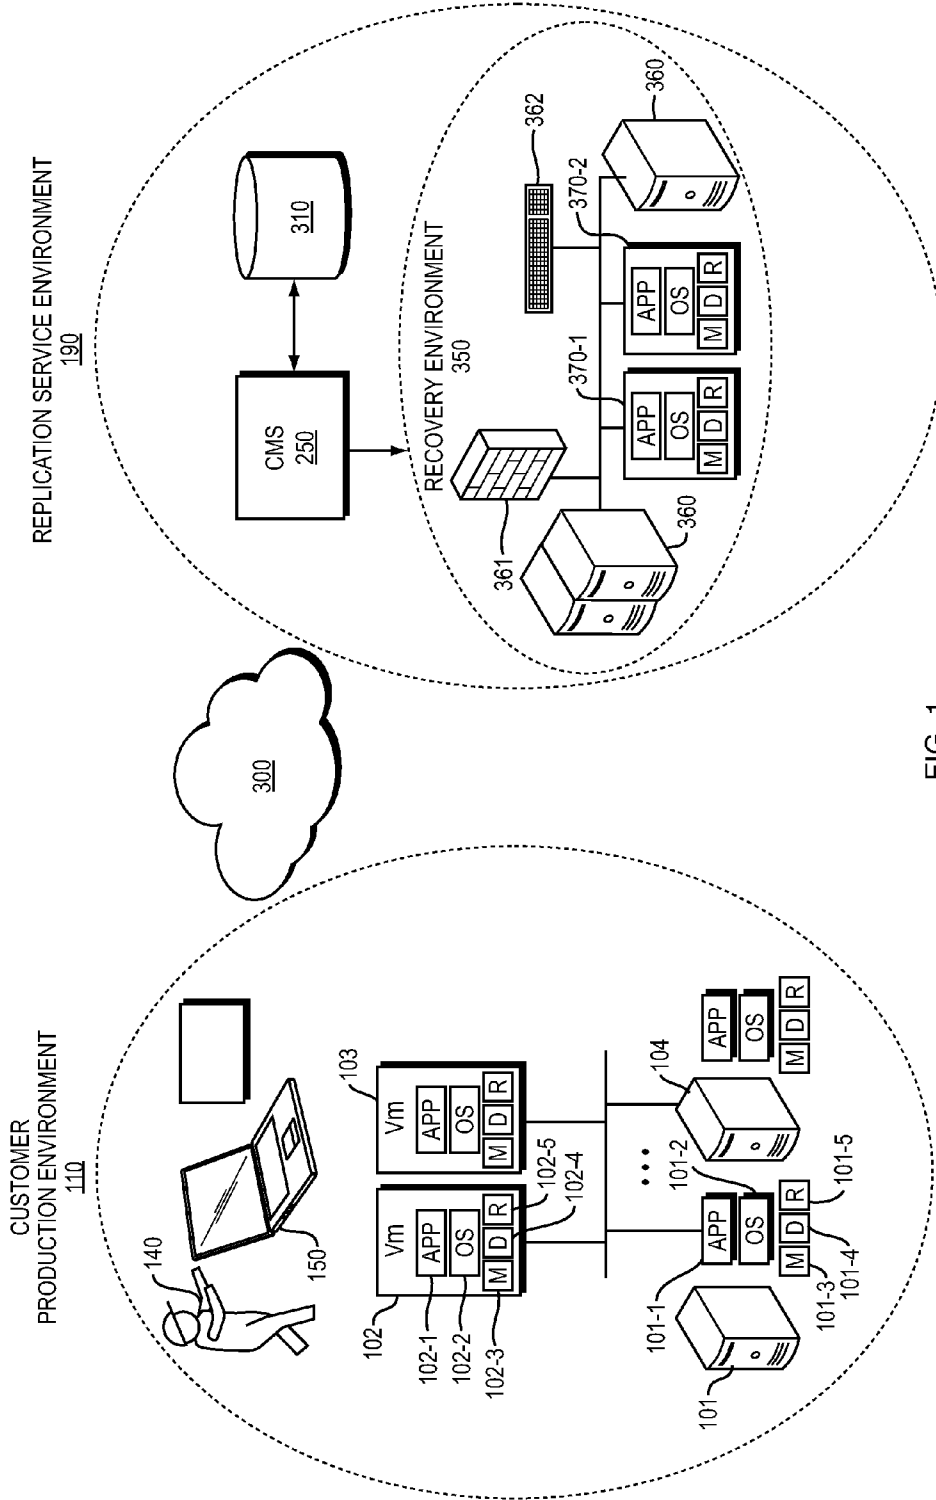 CUSTOMER
PRODUCTION ENVIRONMENT
110
140
150
Vm
APP
OS
M D R
102
102-1
102-2
102-3
102-4
102-5
Vm
APP
OS
M D R
103
101
APP
OS
M D R
101-1
101-2
101-3
101-4
101-5
104
APP
OS
M D R
300
REPLICATION SERVICE ENVIRONMENT
190
CMS
250
310
RECOVERY ENVIRONMENT
350
361
362
360
370-1
APP
OS
M D R
370-2
APP
OS
M D R
360
FIG. 1